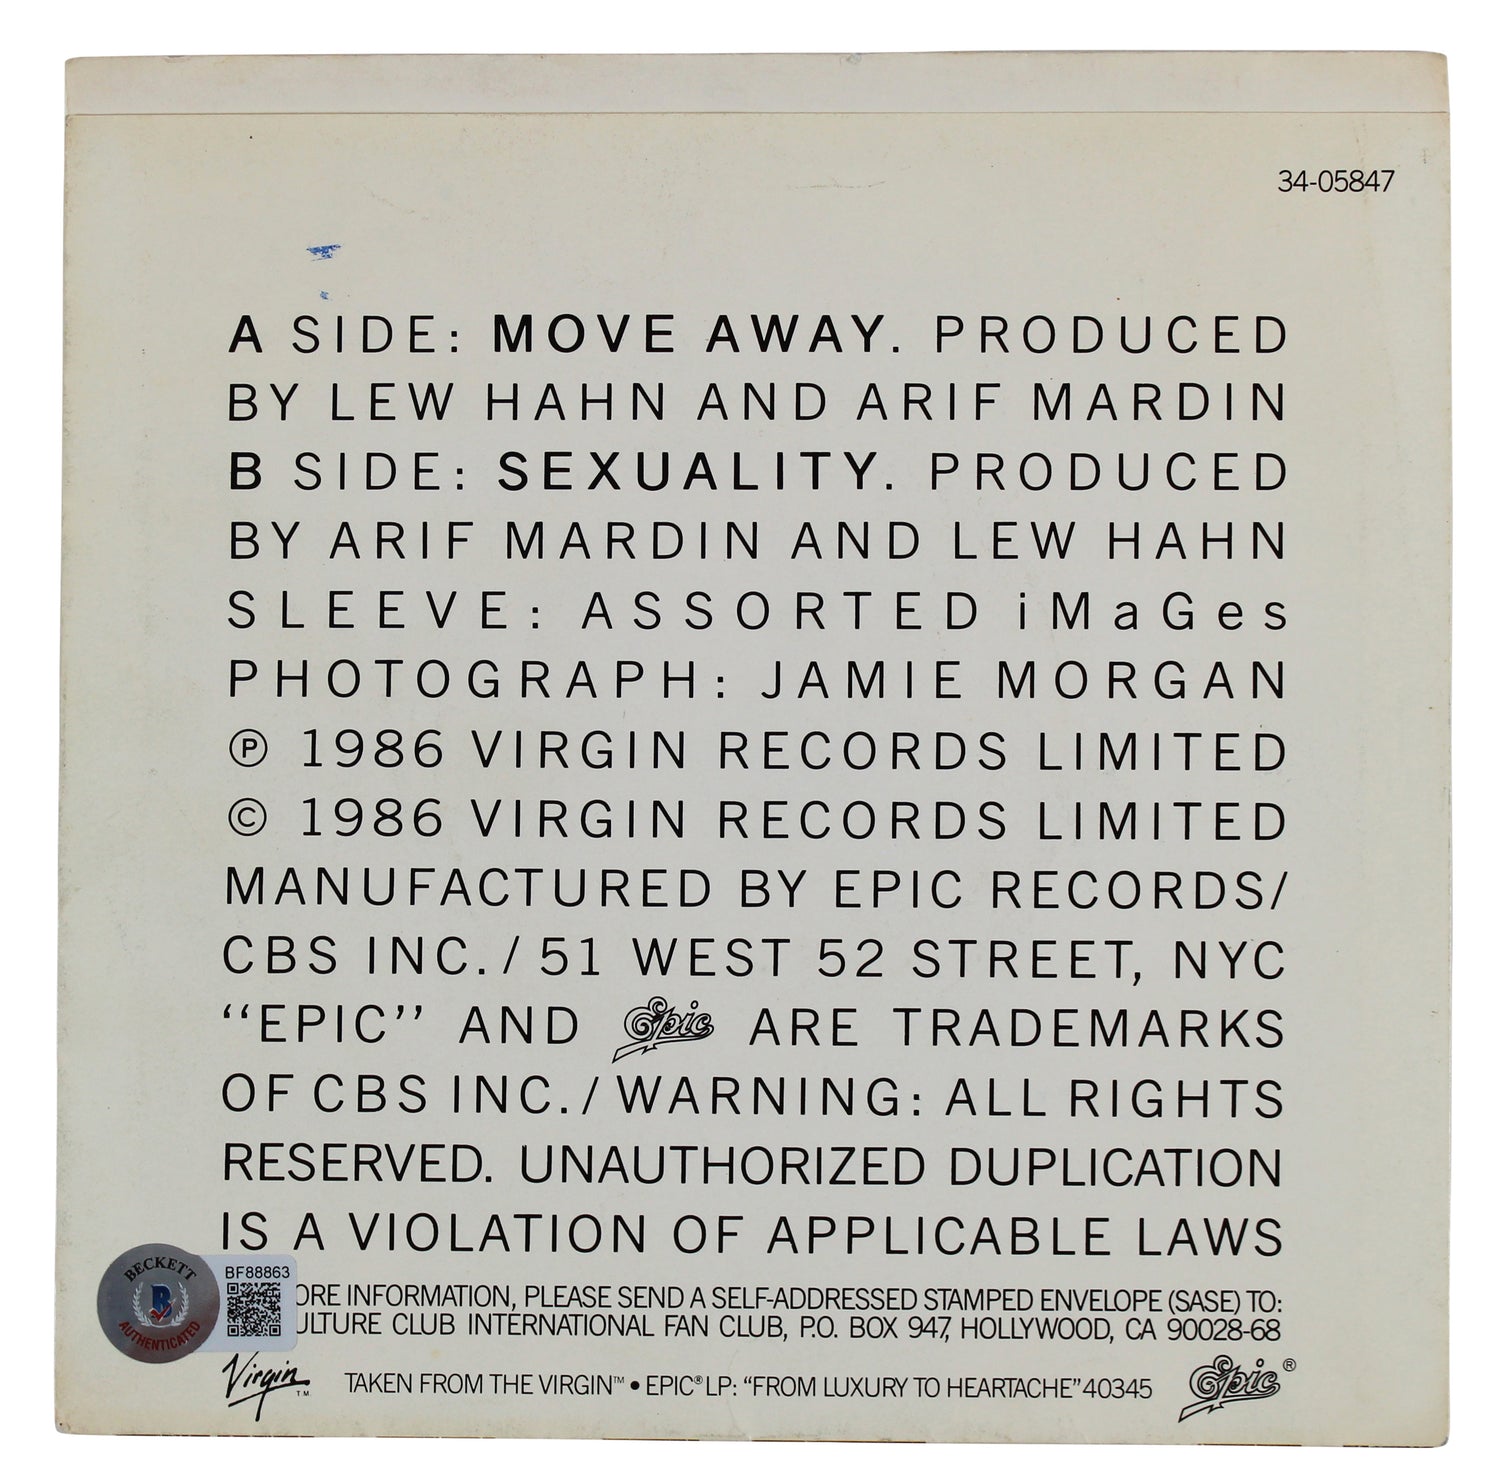 34-05847
A SIDE: MOVE AWAY. PRODUCED
BY LEW HAHN AND ARIF MARDIN
B SIDE: SEXUALITY. PRODUCED
BY ARIF MARDIN AND LEW HAHN
SLEEVE: ASSORTED iMaGes
PHOTOGRAPH: JAMIE MORGAN
℗ 1986 VIRGIN RECORDS LIMITED
© 1986 VIRGIN RECORDS LIMITED
MANUFACTURED BY EPIC RECORDS/
CBS INC./51 WEST 52 STREET, NYC
“EPIC” AND Epic ARE TRADEMARKS
OF CBS INC./WARNING: ALL RIGHTS
RESERVED. UNAUTHORIZED DUPLICATION
IS A VIOLATION OF APPLICABLE LAWS
BECKETT
B
AUTHENTICATED
BF88863
ORE INFORMATION, PLEASE SEND A SELF-ADDRESSED STAMPED ENVELOPE (SASE) TO:
ULTURE CLUB INTERNATIONAL FAN CLUB, P.O. BOX 947, HOLLYWOOD, CA 90028-68
Virgin TM
TAKEN FROM THE VIRGIN™ • EPIC® LP: “FROM LUXURY TO HEARTACHE” 40345
Epic ®